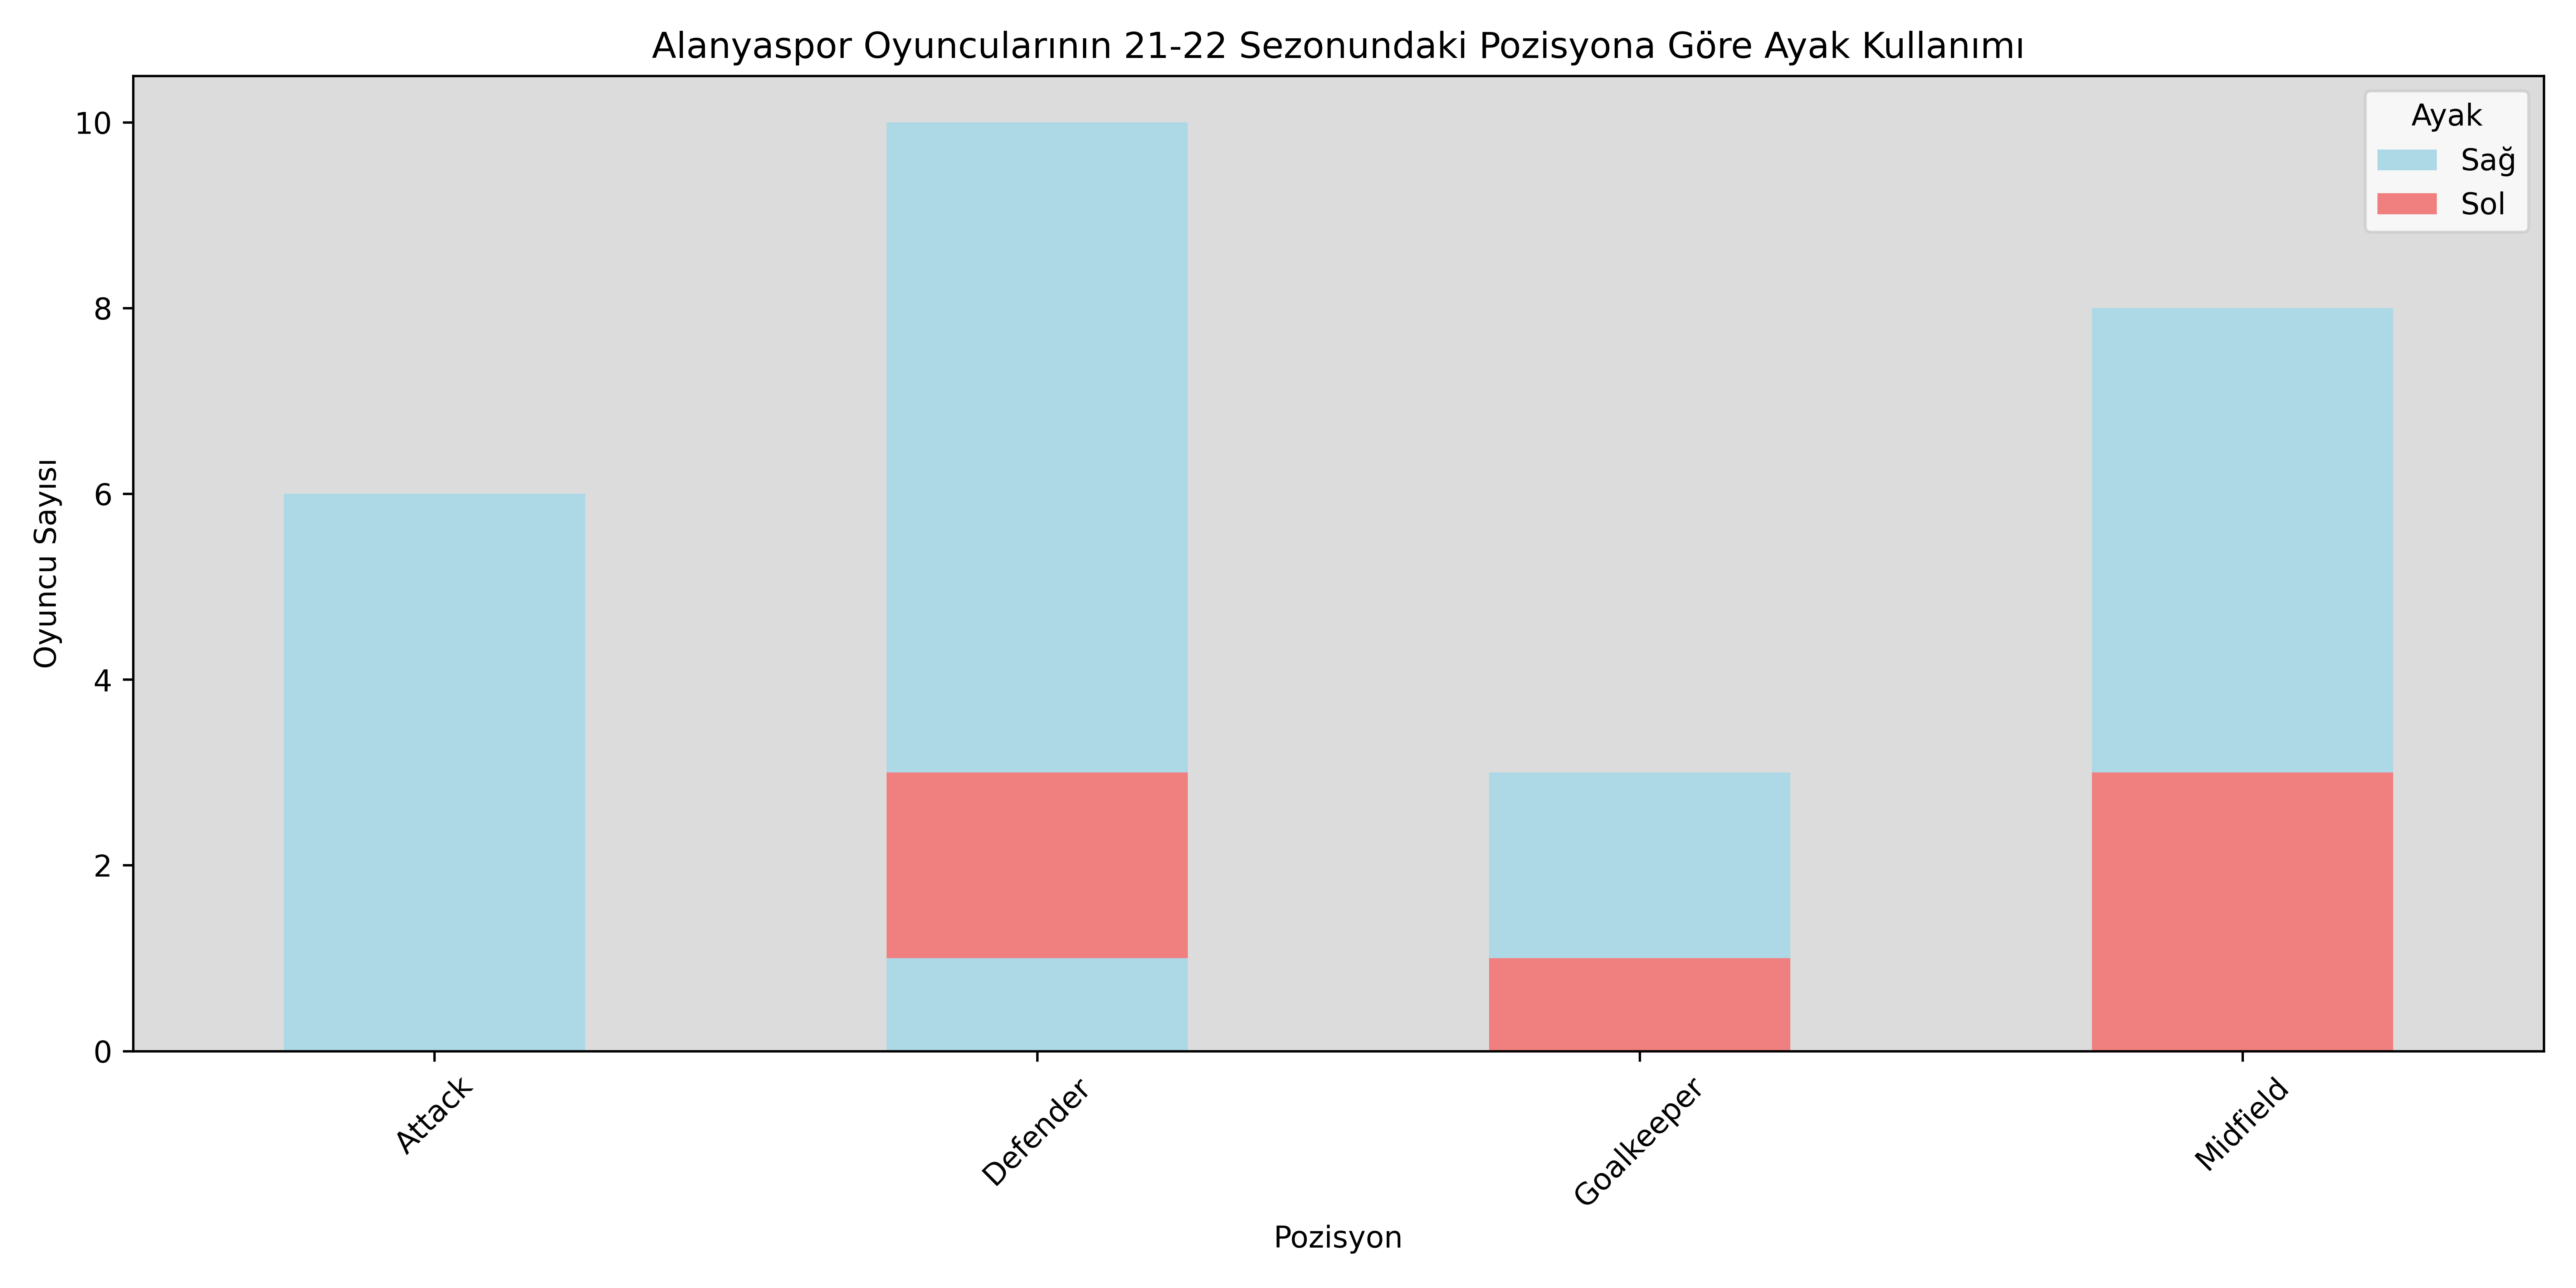 Alanyaspor Oyuncularının 21-22 Sezonundaki Pozisyona Göre Ayak Kullanımı
Ayak
Sağ
Sol
Oyuncu Sayısı
10
8
6
4
2
0
Attack
Defender
Goalkeeper
Midfield
Pozisyon